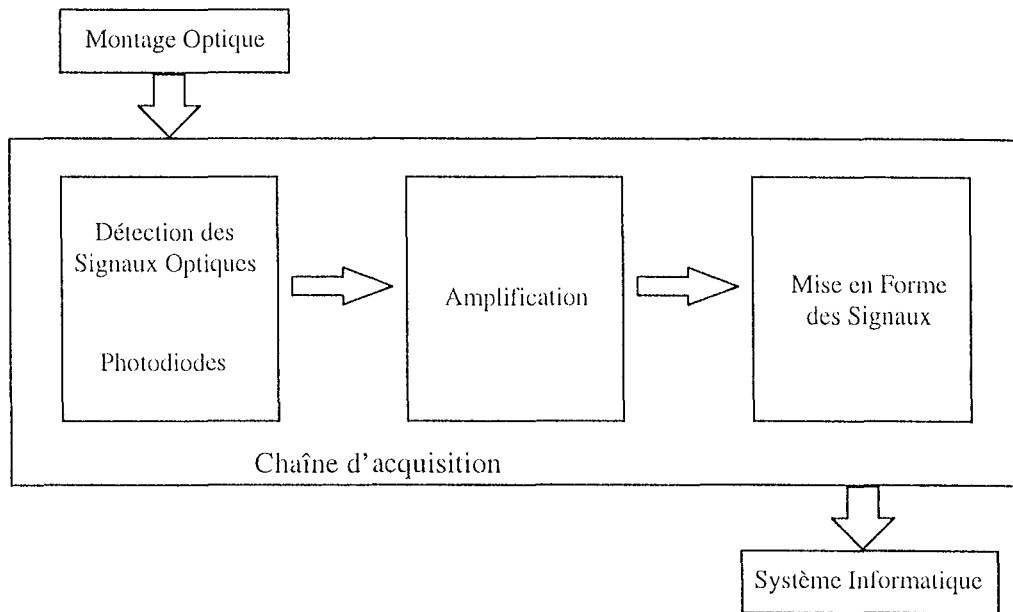 Montage Optique
Détection des
Signaux Optiques
Photodiodes
Amplification
Mise en Forme
des Signaux
Chaîne d'acquisition
Système Informatique